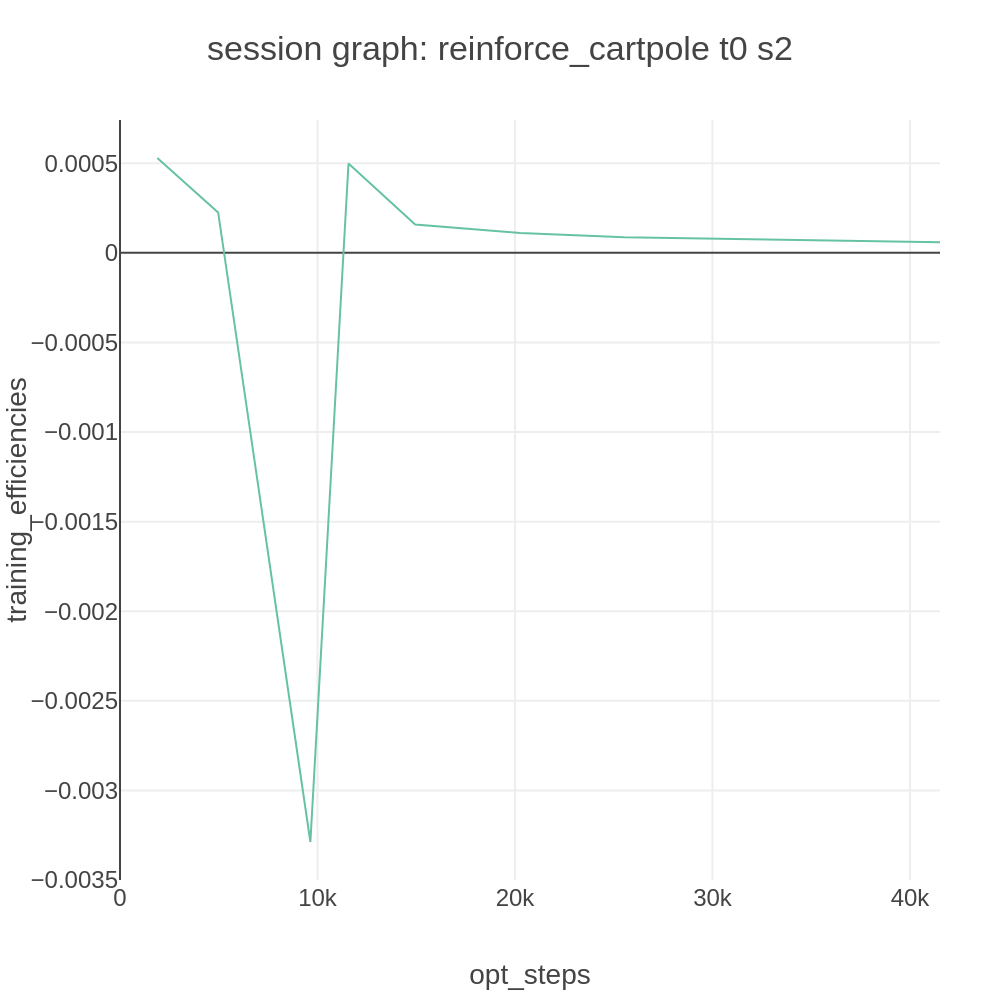 session graph: reinforce_cartpole t0 s2
training_efficiencies
0.0005
0
−0.0005
−0.001
−0.0015
−0.002
−0.0025
−0.003
−0.0035
0
10k
20k
30k
40k
opt_steps